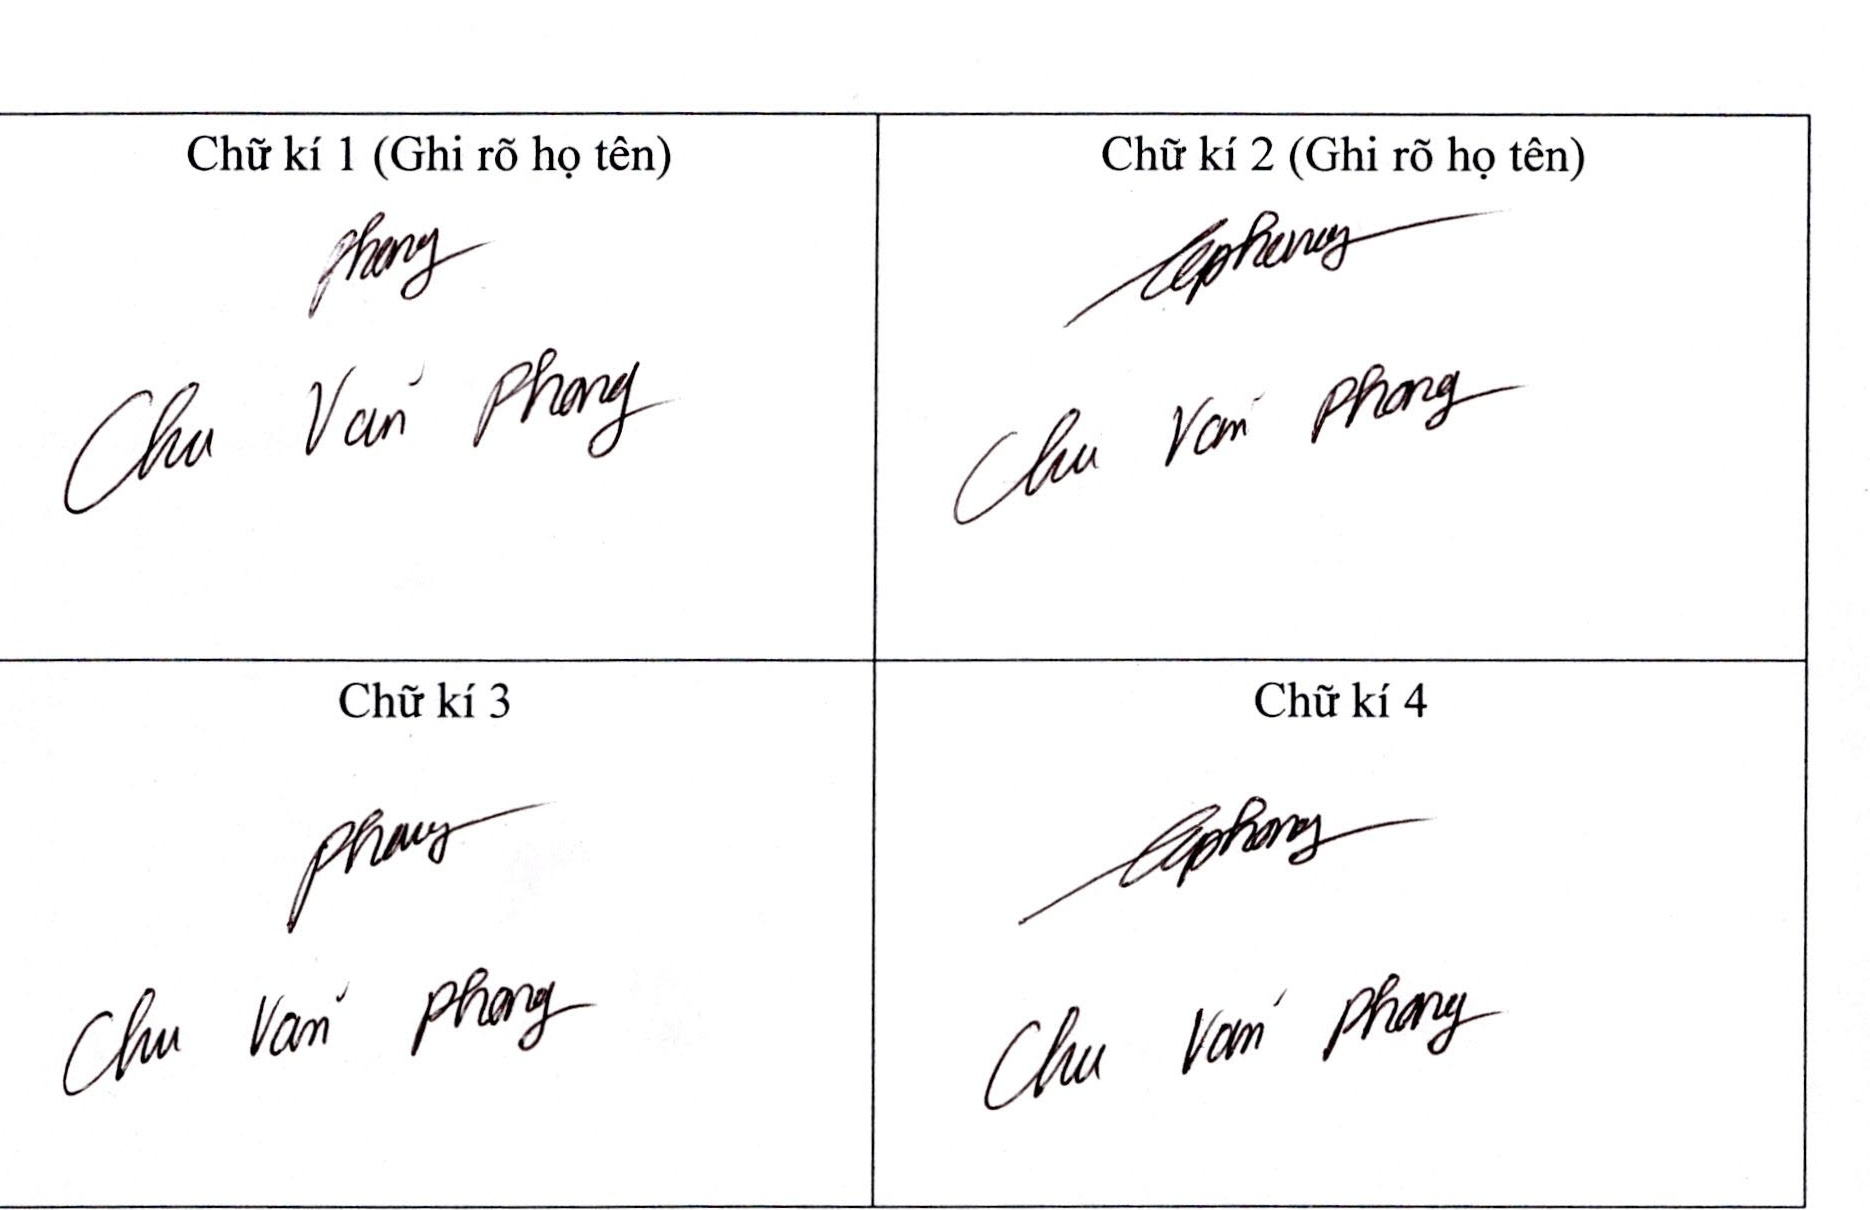 Chữ kí 1 (Ghi rõ họ tên)
phong
Chu Văn Phong
Chữ kí 2 (Ghi rõ họ tên)
Chu Văn Phong
Chữ kí 3
phong
Chu Văn Phong
Chữ kí 4
Chu Văn Phong